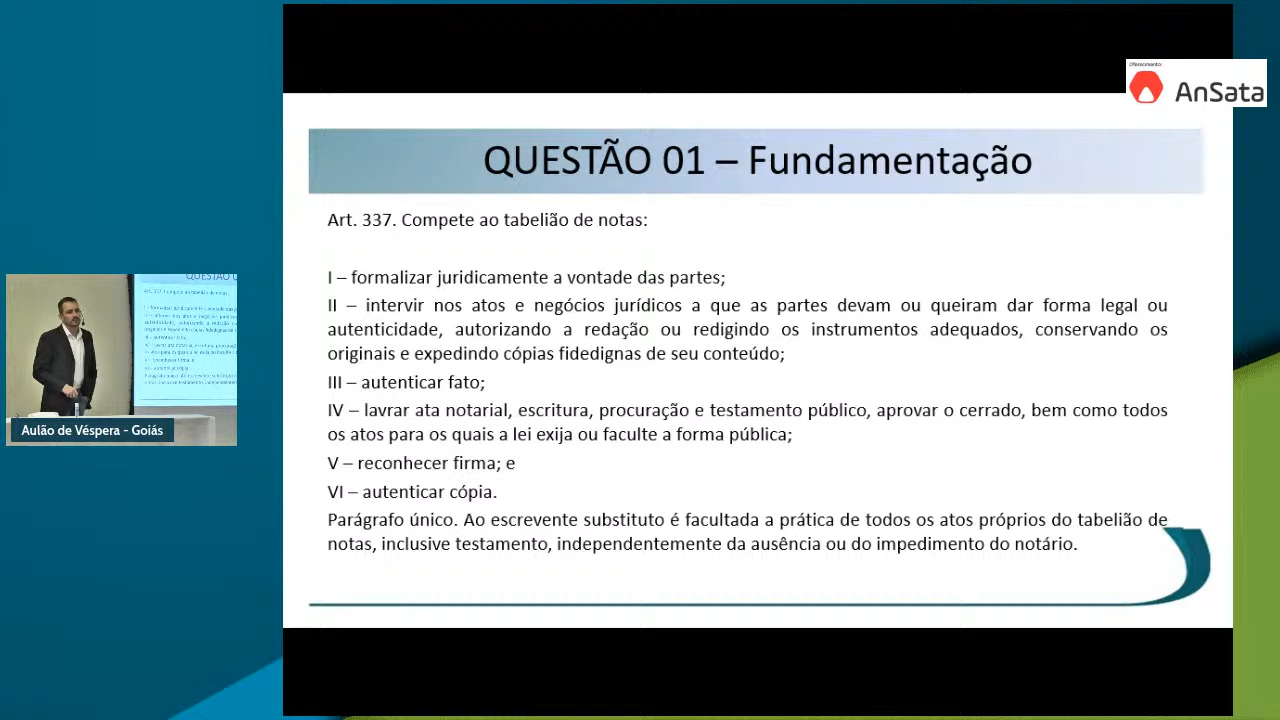 Oferecimento:
AnSata
QUESTÃO 01 – Fundamentação
Art. 337. Compete ao tabelião de notas:
I – formalizar juridicamente a vontade das partes;
II – intervir nos atos e negócios jurídicos a que as partes devam ou queiram dar forma legal ou
autenticidade, autorizando a redação ou redigindo os instrumentos adequados, conservando os
originais e expedindo cópias fidedignas de seu conteúdo;
III – autenticar fato;
IV – lavrar ata notarial, escritura, procuração e testamento público, aprovar o cerrado, bem como todos
os atos para os quais a lei exija ou faculte a forma pública;
V – reconhecer firma; e
VI – autenticar cópia.
Parágrafo único. Ao escrevente substituto é facultada a prática de todos os atos próprios do tabelião de
notas, inclusive testamento, independentemente da ausência ou do impedimento do notário.
QUESTÃO 0
Aulão de Véspera - Goiás